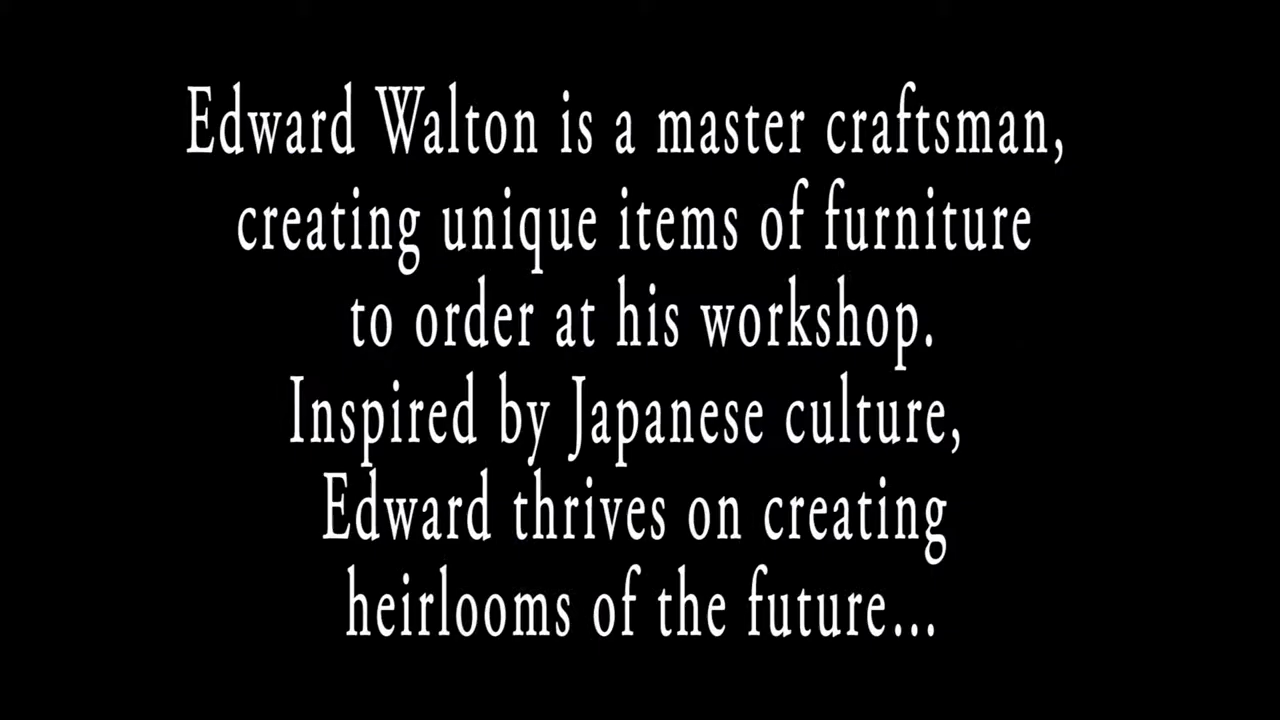 Edward Walton is a master craftsman,
creating unique items of furniture
to order at his workshop.
Inspired by Japanese culture,
Edward thrives on creating
heirlooms of the future...